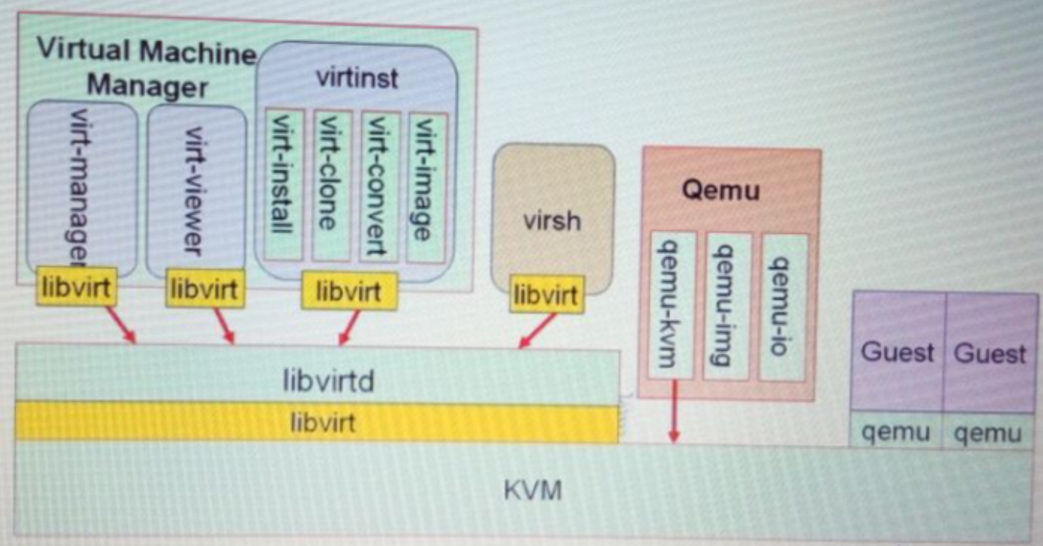 Virtual Machine
Manager
virtinst
virt-manager
virt-viewer
virt-install
virt-clone
virt-convert
virt-image
virsh
Qemu
qemu-kvm
qemu-img
qemu-io
libvirt
libvirt
libvirt
libvirt
Guest
Guest
libvirtd
libvirt
qemu
qemu
KVM